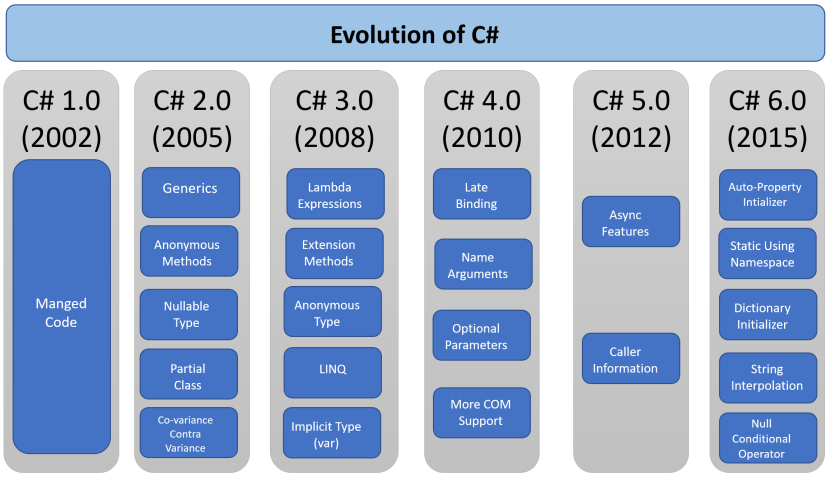 Evolution of C#
C# 1.0
(2002)
Manged
Code
C# 2.0
(2005)
Generics
Anonymous
Methods
Nullable
Type
Partial
Class
Co-variance
Contra
Variance
C# 3.0
(2008)
Lambda
Expressions
Extension
Methods
Anonymous
Type
LINQ
Implicit Type
(var)
C# 4.0
(2010)
Late
Binding
Name
Arguments
Optional
Parameters
More COM
Support
C# 5.0
(2012)
Async
Features
Caller
Information
C# 6.0
(2015)
Auto-Property
Intializer
Static Using
Namespace
Dictionary
Initializer
String
Interpolation
Null
Conditional
Operator